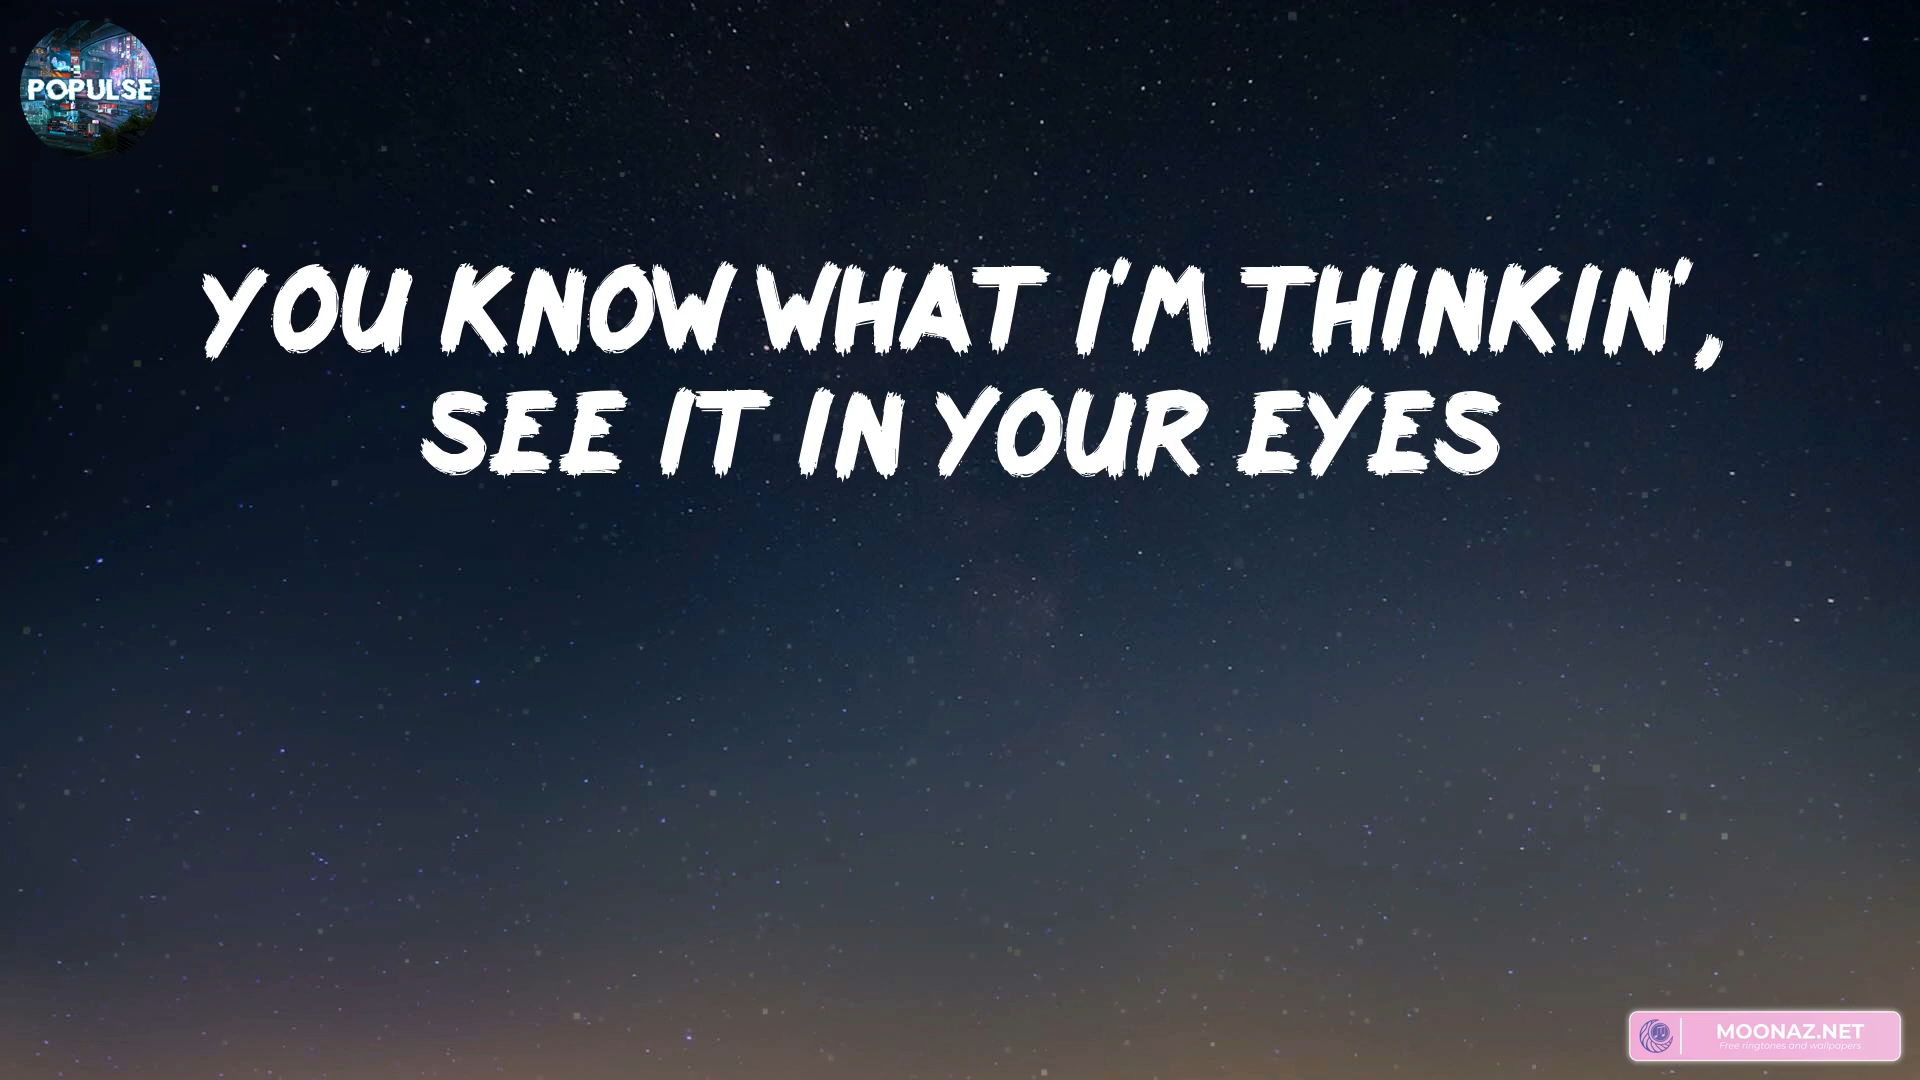 POPULSE
YOU KNOW WHAT I'M THINKIN',
SEE IT IN YOUR EYES
MOONAZ.NET
Free ringtones and wallpapers